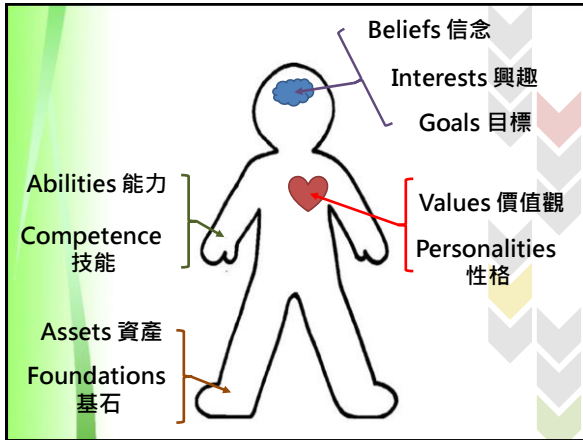 Beliefs 信念
Interests 興趣
Goals 目標
Abilities 能力
Competence
技能
Values 價值觀
Personalities
性格
Assets 資產
Foundations
基石